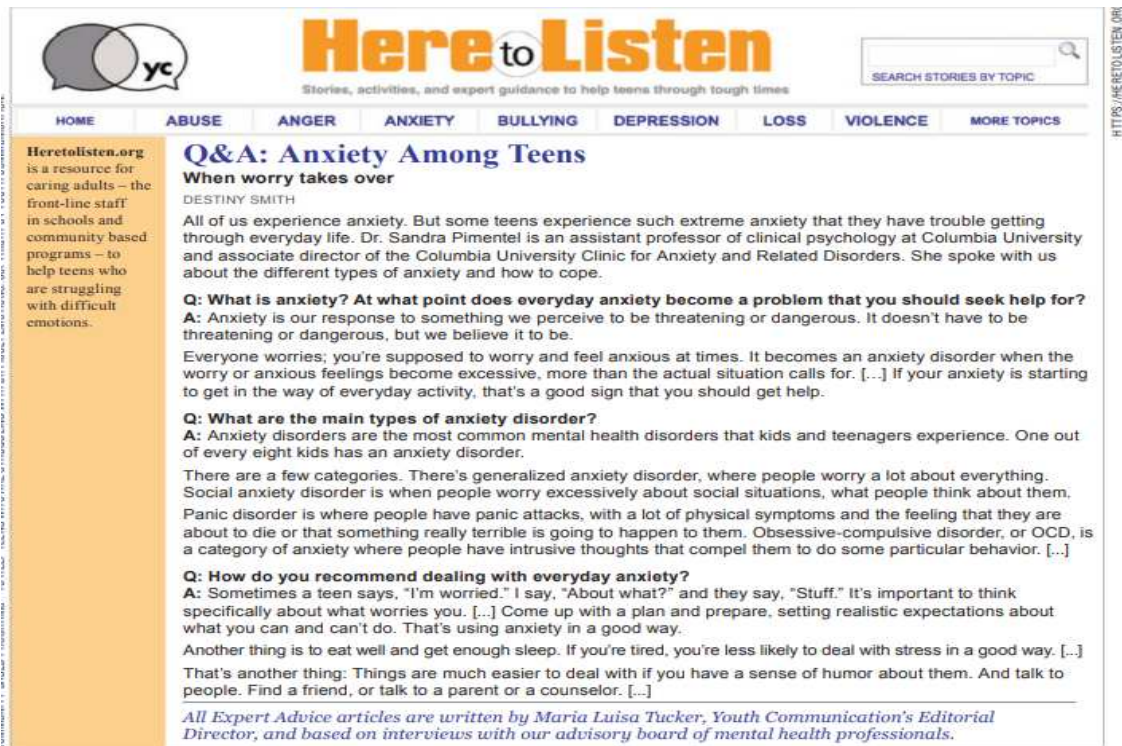 yc
Here to Listen
Stories, activities, and expert guidance to help teens through tough times
SEARCH STORIES BY TOPIC
HOME ABUSE ANGER ANXIETY BULLYING DEPRESSION LOSS VIOLENCE MORE TOPICS
Heretolisten.org
is a resource for
caring adults – the
front-line staff
in schools and
community based
programs – to
help teens who
are struggling
with difficult
emotions.
Q&A: Anxiety Among Teens
When worry takes over
DESTINY SMITH
All of us experience anxiety. But some teens experience such extreme anxiety that they have trouble getting
through everyday life. Dr. Sandra Pimentel is an assistant professor of clinical psychology at Columbia University
and associate director of the Columbia University Clinic for Anxiety and Related Disorders. She spoke with us
about the different types of anxiety and how to cope.
Q: What is anxiety? At what point does everyday anxiety become a problem that you should seek help for?
A: Anxiety is our response to something we perceive to be threatening or dangerous. It doesn't have to be
threatening or dangerous, but we believe it to be.
Everyone worries; you're supposed to worry and feel anxious at times. It becomes an anxiety disorder when the
worry or anxious feelings become excessive, more than the actual situation calls for. [...] If your anxiety is starting
to get in the way of everyday activity, that's a good sign that you should get help.
Q: What are the main types of anxiety disorder?
A: Anxiety disorders are the most common mental health disorders that kids and teenagers experience. One out
of every eight kids has an anxiety disorder.
There are a few categories. There's generalized anxiety disorder, where people worry a lot about everything.
Social anxiety disorder is when people worry excessively about social situations, what people think about them.
Panic disorder is where people have panic attacks, with a lot of physical symptoms and the feeling that they are
about to die or that something really terrible is going to happen to them. Obsessive-compulsive disorder, or OCD, is
a category of anxiety where people have intrusive thoughts that compel them to do some particular behavior. [...]
Q: How do you recommend dealing with everyday anxiety?
A: Sometimes a teen says, "I'm worried." I say, "About what?" and they say, "Stuff." It's important to think
specifically about what worries you. [...] Come up with a plan and prepare, setting realistic expectations about
what you can and can't do. That's using anxiety in a good way.
Another thing is to eat well and get enough sleep. If you're tired, you're less likely to deal with stress in a good way. [...]
That's another thing: Things are much easier to deal with if you have a sense of humor about them. And talk to
people. Find a friend, or talk to a parent or a counselor. [...]
All Expert Advice articles are written by Maria Luisa Tucker, Youth Communication's Editorial
Director, and based on interviews with our advisory board of mental health professionals.
HTTPS://HERETOLISTEN.ORG